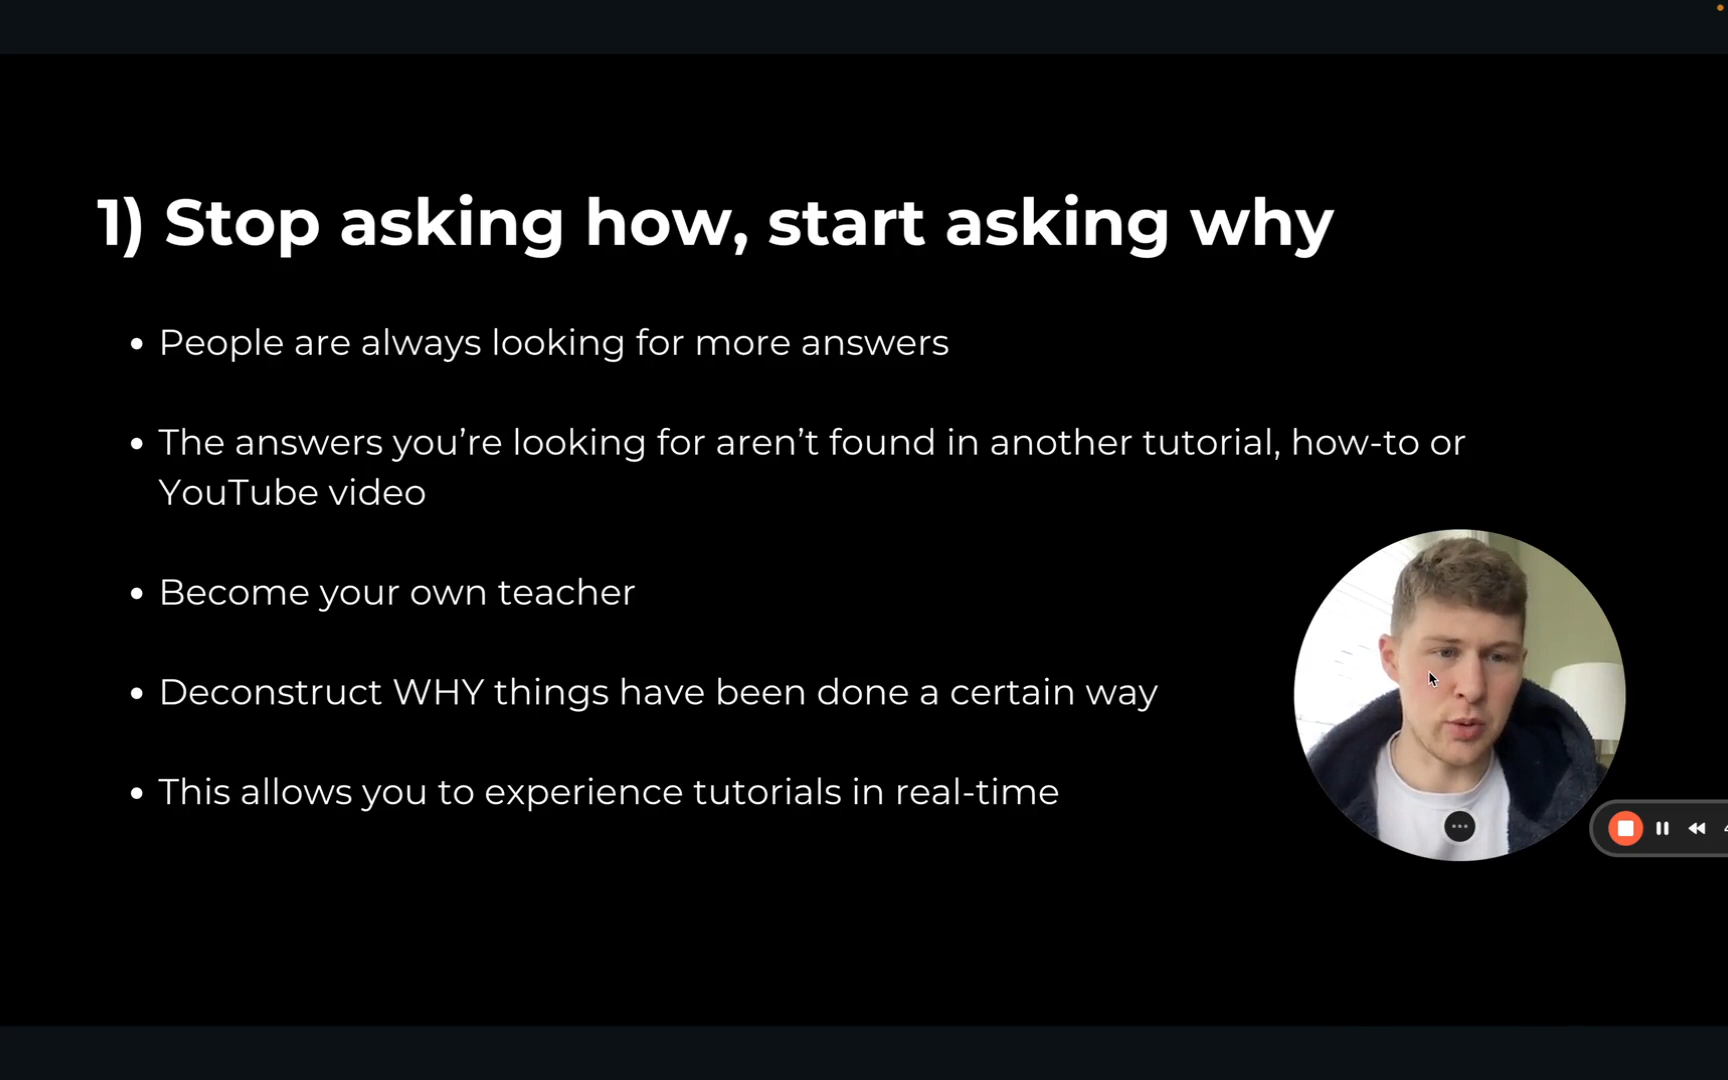 1) Stop asking how, start asking why
• People are always looking for more answers
• The answers you’re looking for aren’t found in another tutorial, how-to or
YouTube video
• Become your own teacher
• Deconstruct WHY things have been done a certain way
• This allows you to experience tutorials in real-time